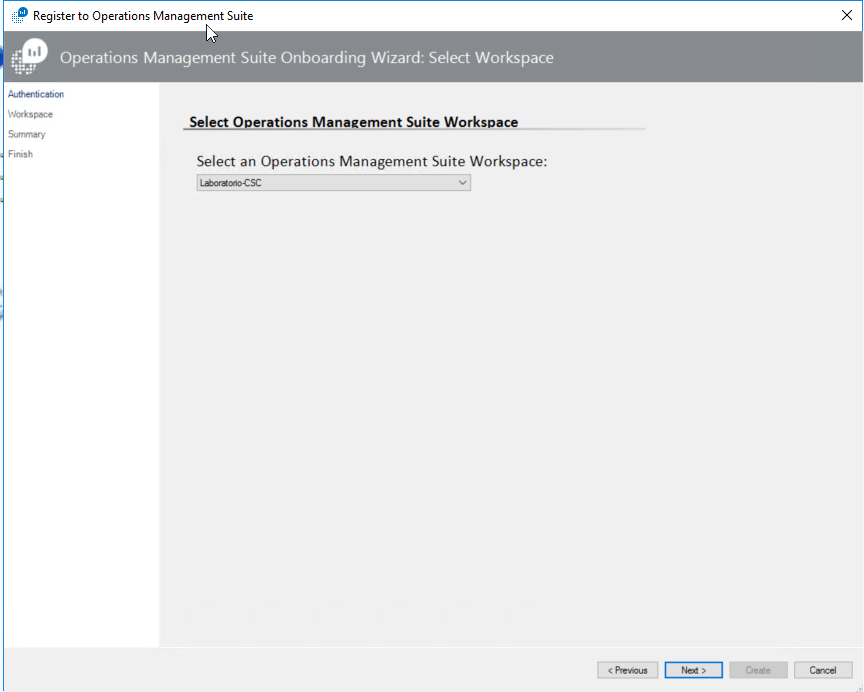 Register to Operations Management Suite
Operations Management Suite Onboarding Wizard: Select Workspace
Authentication
Workspace
Summary
Finish
Select Operations Management Suite Workspace
Select an Operations Management Suite Workspace:
Laboratorio-CSC
< Previous
Next >
Create
Cancel